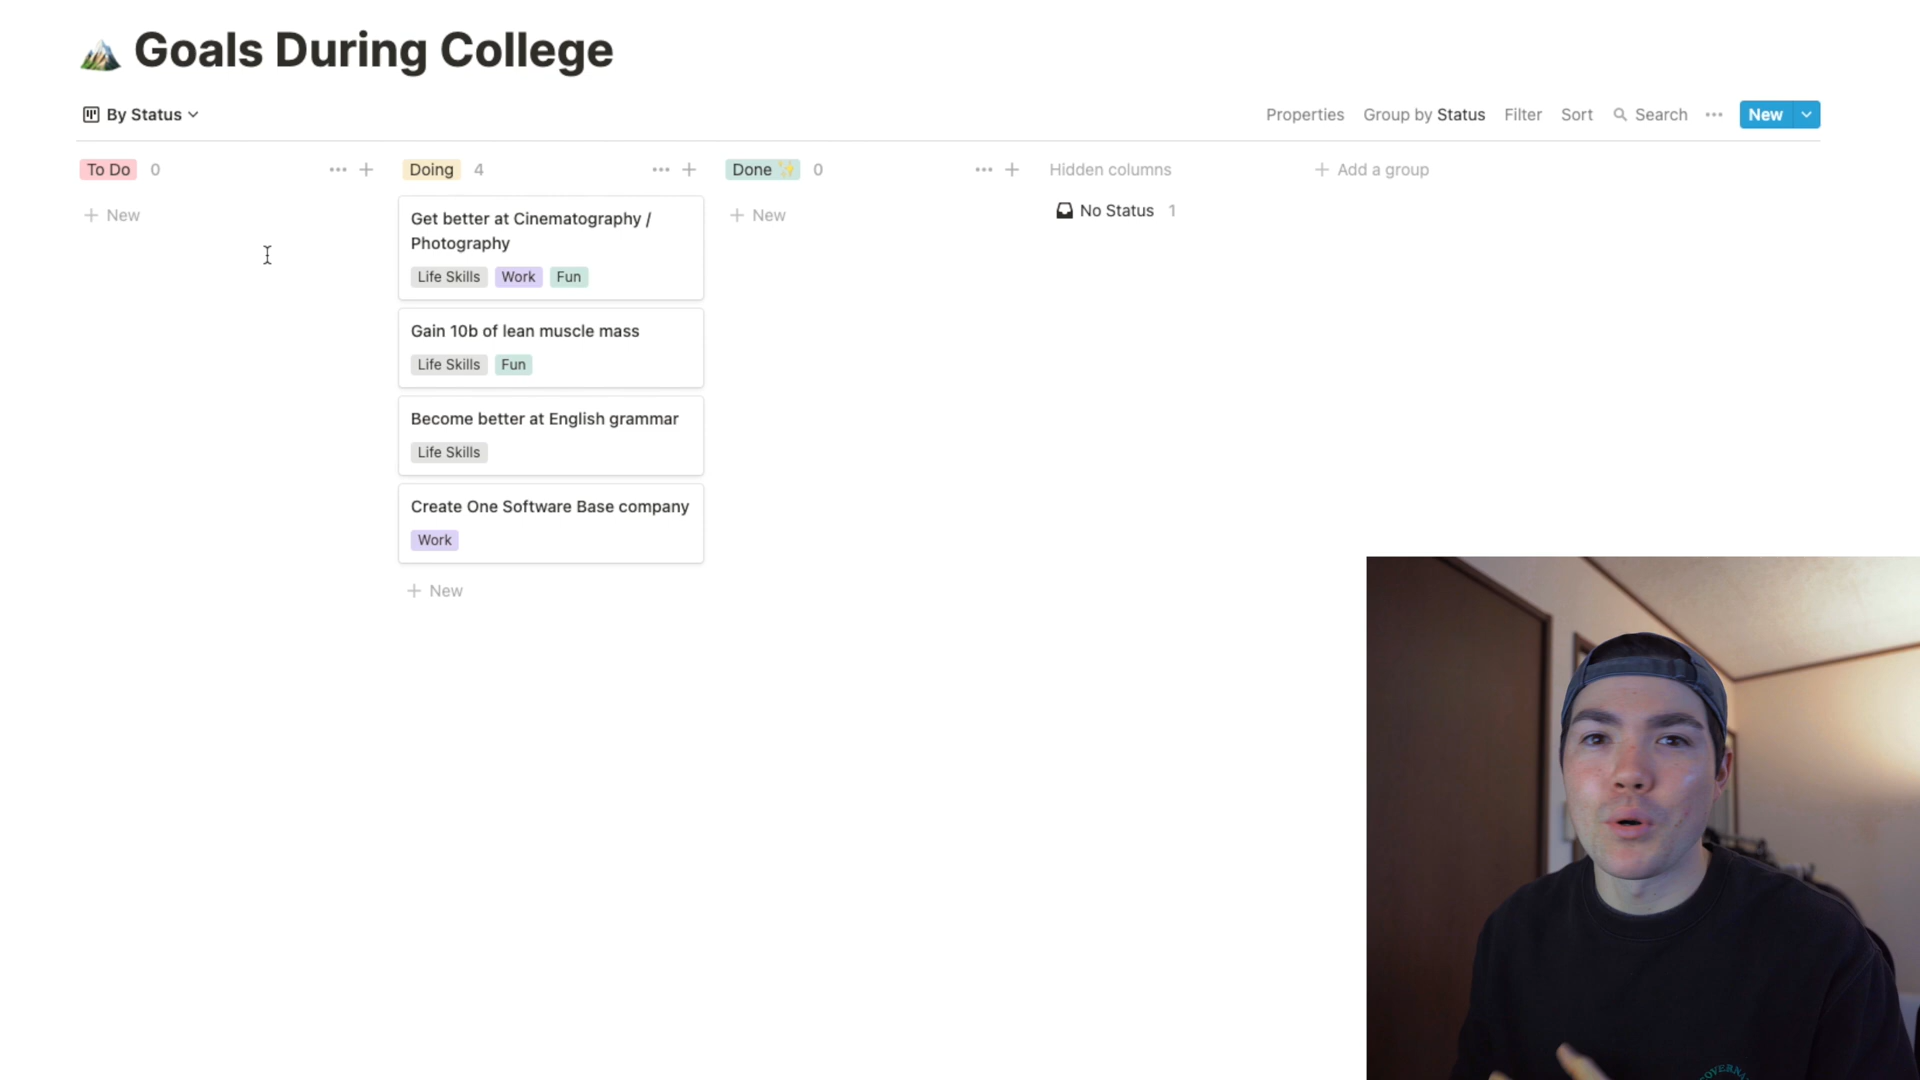 Goals During College
By Status
Properties Group by Status Filter Sort Search New
To Do 0
New
Doing 4
Get better at Cinematography /
Photography
Life Skills Work Fun
Gain 10b of lean muscle mass
Life Skills Fun
Become better at English grammar
Life Skills
Create One Software Base company
Work
New
Done ✨ 0
New
Hidden columns
No Status 1
Add a group